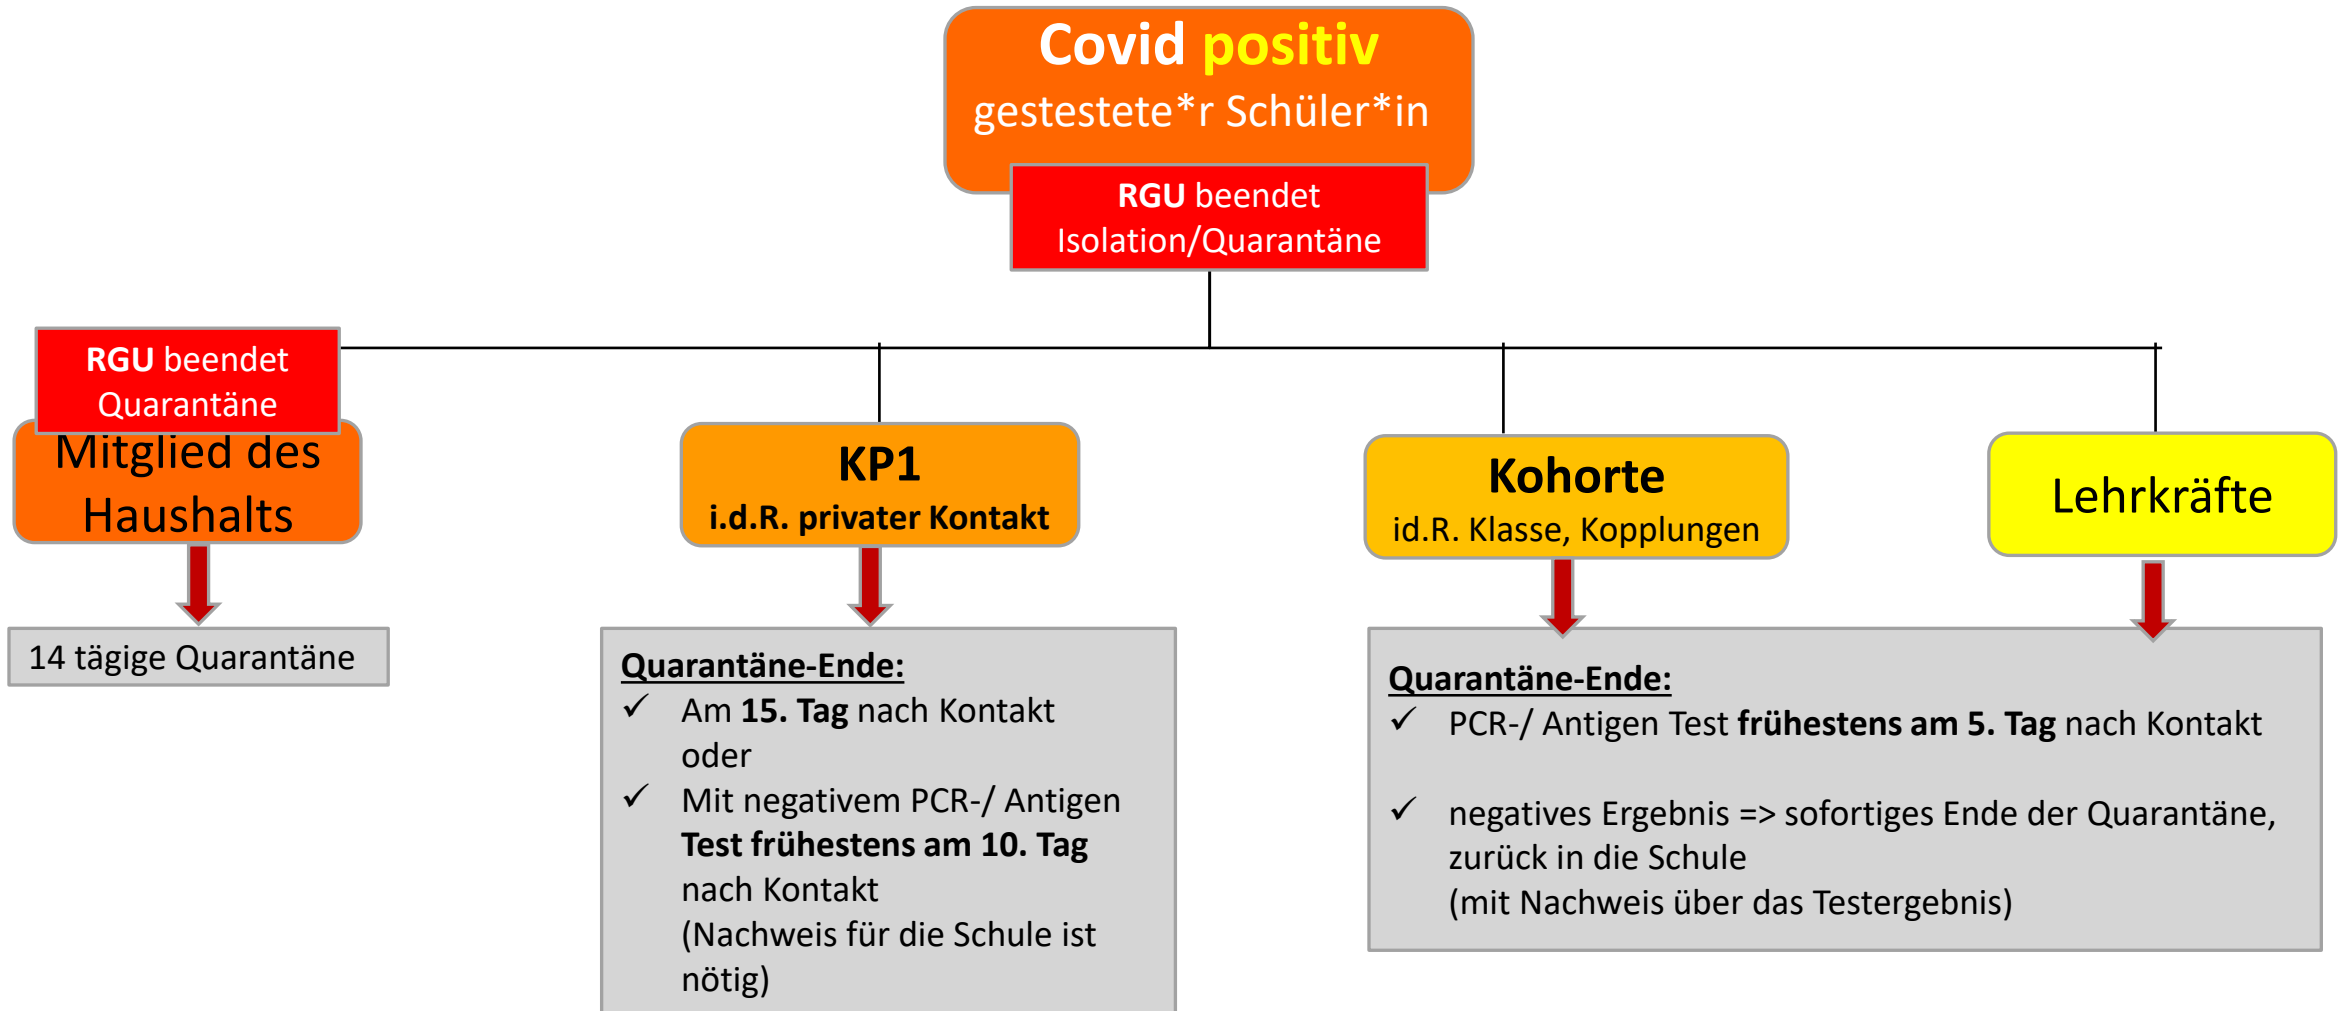 Covid positiv
gestestete*r Schüler*in
RGU beendet
Isolation/Quarantäne
RGU beendet
Quarantäne
Mitglied des
Haushalts
14 tägige Quarantäne
KP1
i.d.R. privater Kontakt
Quarantäne-Ende:
✓ Am 15. Tag nach Kontakt
oder
✓ Mit negativem PCR-/ Antigen
Test frühestens am 10. Tag
nach Kontakt
(Nachweis für die Schule ist
nötig)
Kohorte
id.R. Klasse, Kopplungen
Lehrkräfte
Quarantäne-Ende:
✓ PCR-/ Antigen Test frühestens am 5. Tag nach Kontakt
✓ negatives Ergebnis => sofortiges Ende der Quarantäne,
zurück in die Schule
(mit Nachweis über das Testergebnis)